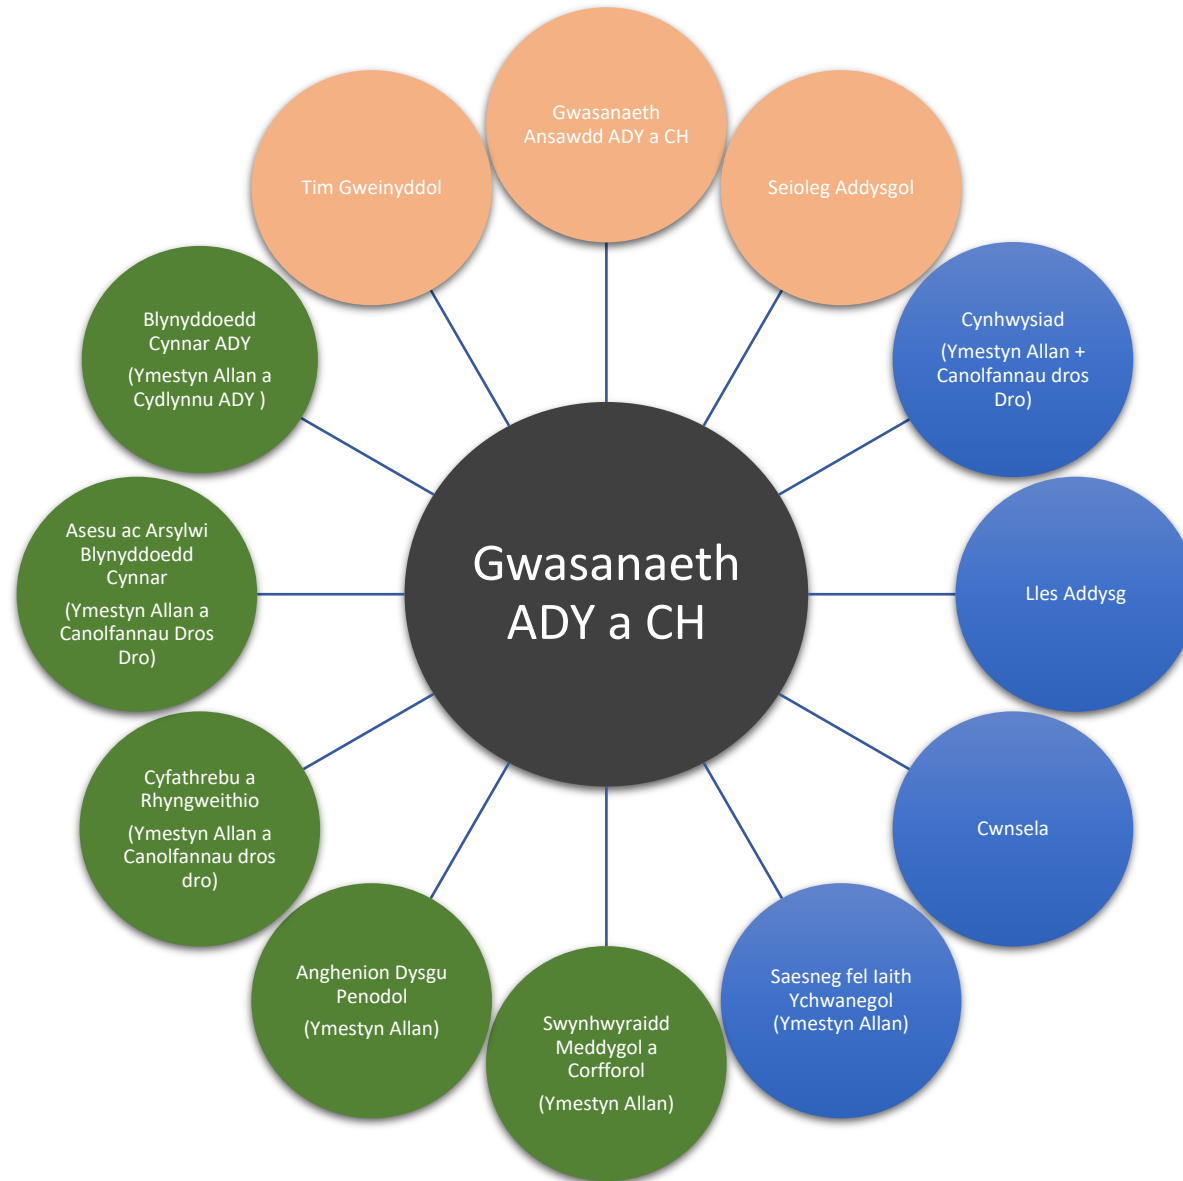 Gwasanaeth
Ansawdd ADY a CH
Seioleg Addysgol
Cynhwysiad
(Ymestyn Allan +
Canolfannau dros
Dro)
Lles Addysg
Cwnsela
Saesneg fel Iaith
Ychwanegol
(Ymestyn Allan)
Swynhwyraidd
Meddygol a
Corfforol
(Ymestyn Allan)
Anghenion Dysgu
Penodol
(Ymestyn Allan)
Cyfathrebu a
Rhyngweithio
(Ymestyn Allan a
Canolfannau dros
dro)
Asesu ac Arsylwi
Blynyddoedd
Cynnar
(Ymestyn Allan a
Canolfannau Dros
Dro)
Blynyddoedd
Cynnar ADY
(Ymestyn Allan a
Cydlynnu ADY )
Tim Gweinyddol
Gwasanaeth
ADY a CH